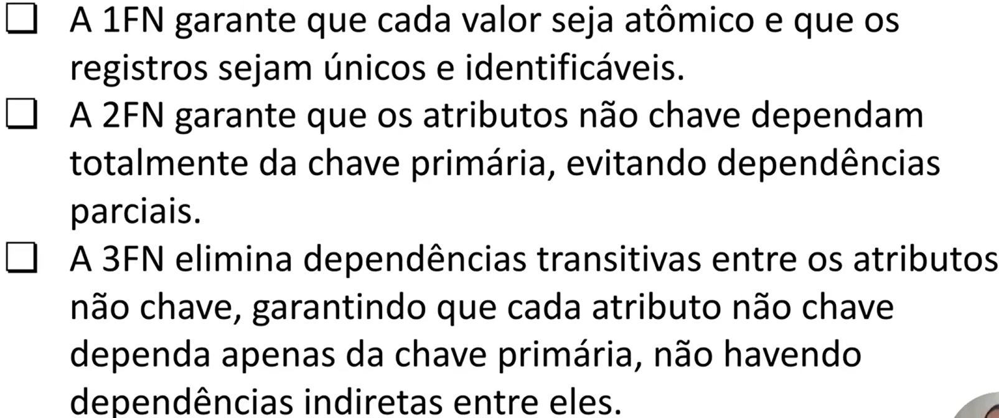 A 1FN garante que cada valor seja atômico e que os
registros sejam únicos e identificáveis.
A 2FN garante que os atributos não chave dependam
totalmente da chave primária, evitando dependências
parciais.
A 3FN elimina dependências transitivas entre os atributos
não chave, garantindo que cada atributo não chave
dependa apenas da chave primária, não havendo
dependências indiretas entre eles.